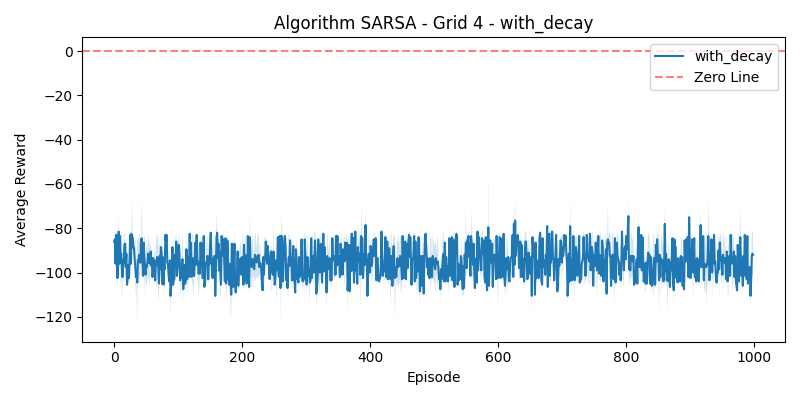 Algorithm SARSA - Grid 4 - with_decay
with_decay
Zero Line
Average Reward
0
−20
−40
−60
−80
−100
−120
0 200 400 600 800 1000
Episode